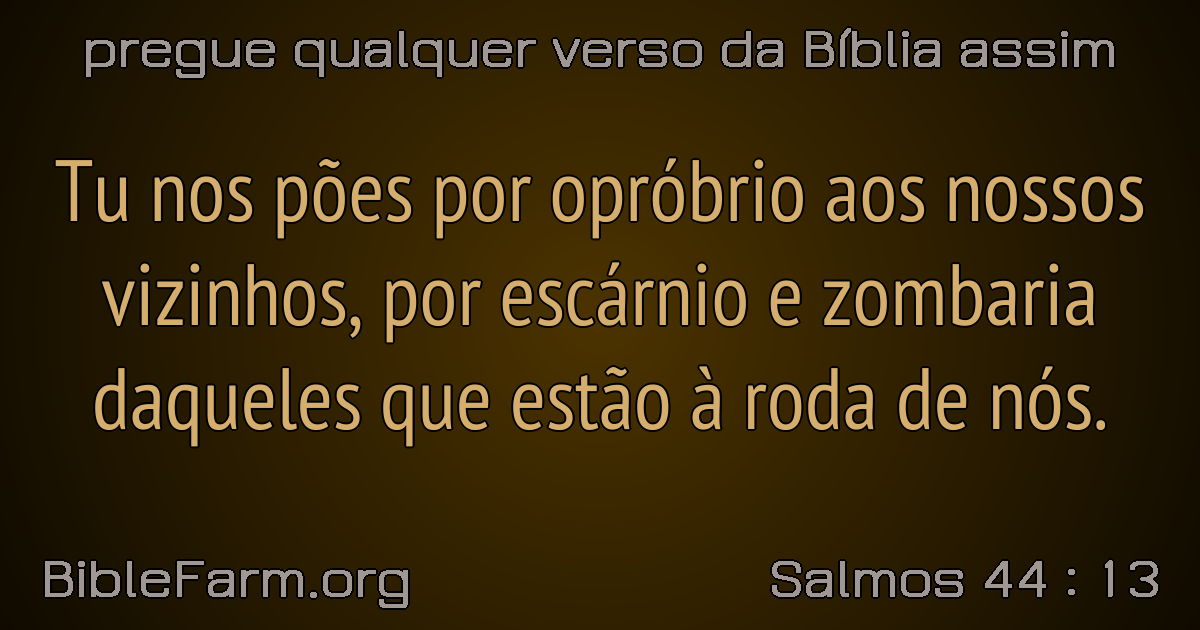 pregue qualquer verso da Bíblia assim
Tu nos pões por opróbrio aos nossos
vizinhos, por escárnio e zombaria
daqueles que estão à roda de nós.
BibleFarm.org
Salmos 44 : 13